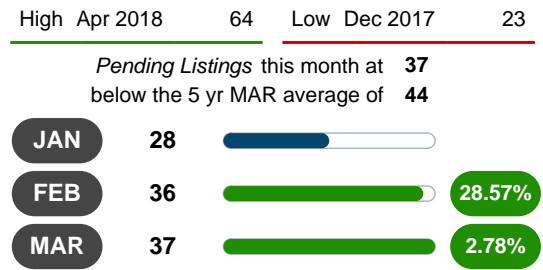 High Apr 2018 64 Low Dec 2017 23
Pending Listings this month at 37
below the 5 yr MAR average of 44
JAN 28
FEB 36 28.57%
MAR 37 2.78%